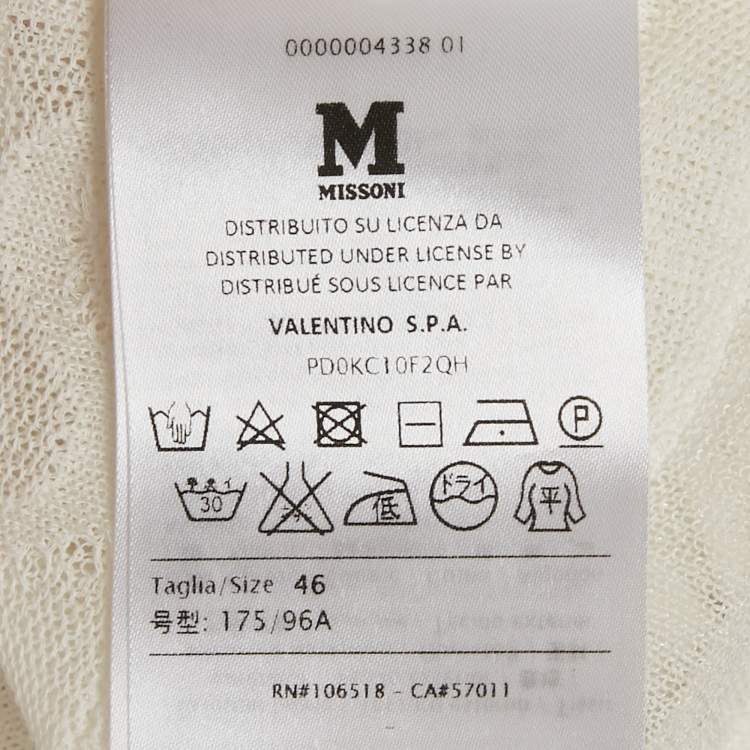 0000004338 01
M
MISSONI
DISTRIBUITO SU LICENZA DA
DISTRIBUTED UNDER LICENSE BY
DISTRIBUÉ SOUS LICENCE PAR
VALENTINO S.P.A.
PD0KC10F2QH
P
30 低 ドライ 平
Taglia/Size 46
号型: 175/96A
RN#106518 - CA#57011